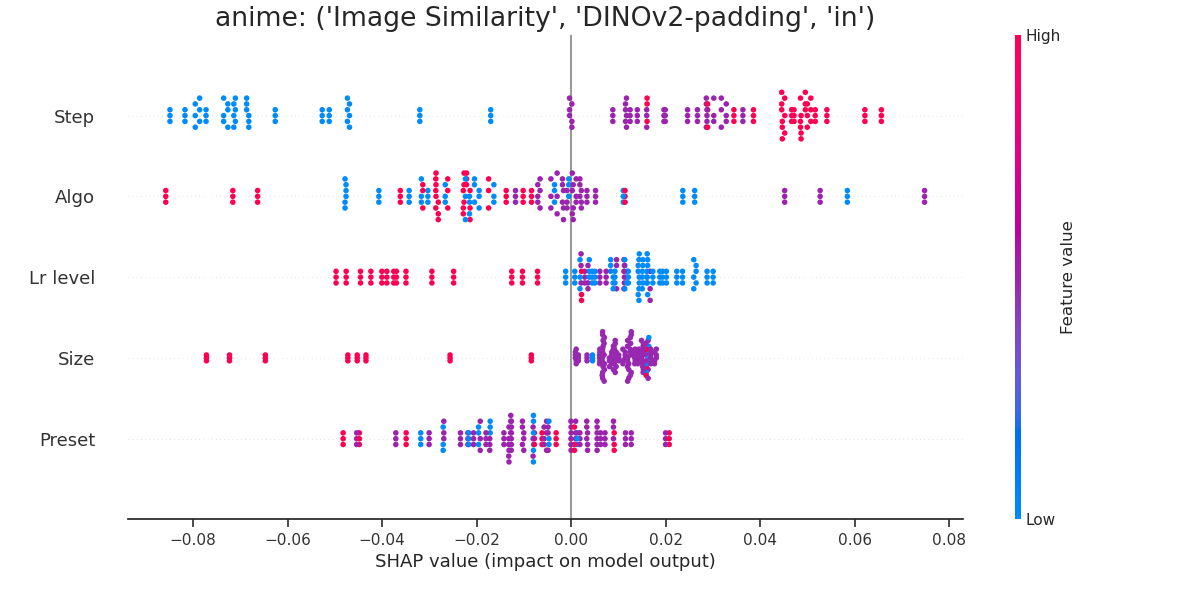 anime: ('Image Similarity', 'DINOv2-padding', 'in')
High
Step
Algo
Lr level
Size
Preset
Feature value
Low
−0.08 −0.06 −0.04 −0.02 0.00 0.02 0.04 0.06 0.08
SHAP value (impact on model output)